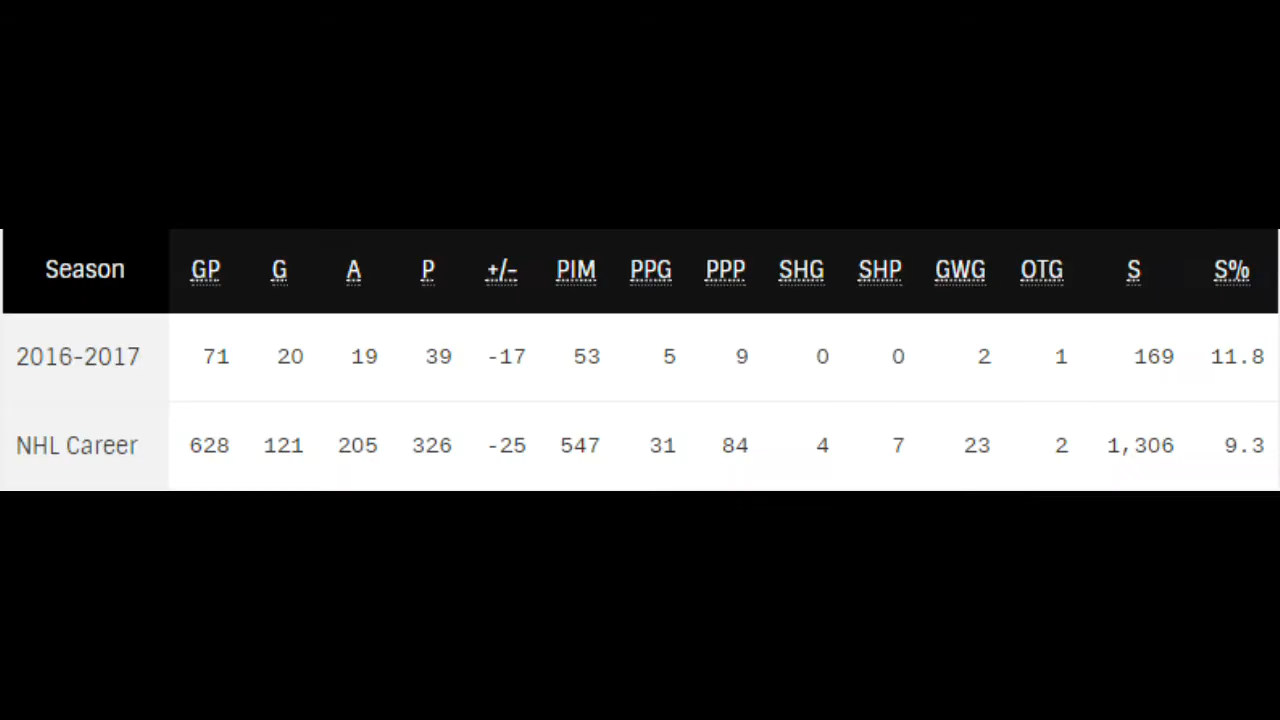 Season GP G A P +/- PIM PPG PPP SHG SHP GWG OTG S S%
2016-2017 71 20 19 39 -17 53 5 9 0 0 2 1 169 11.8
NHL Career 628 121 205 326 -25 547 31 84 4 7 23 2 1,306 9.3